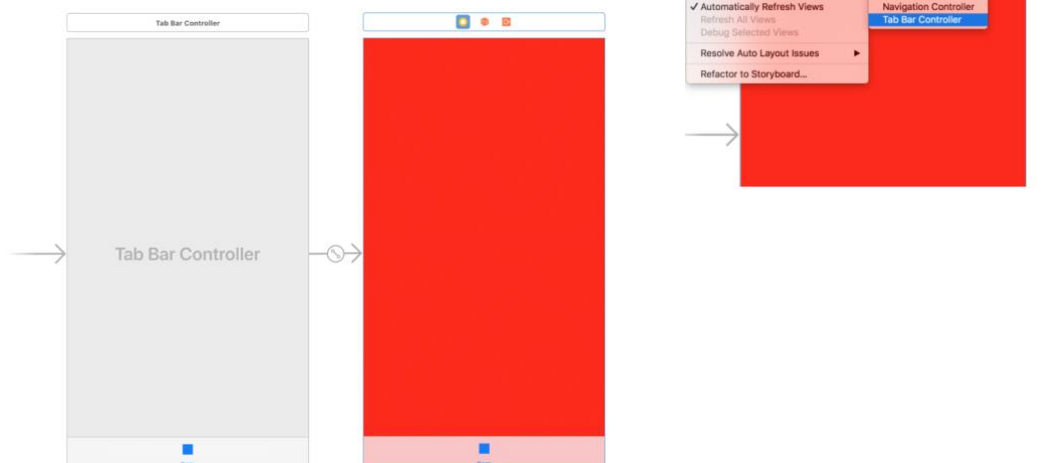 Tab Bar Controller
Tab Bar Controller
✓ Automatically Refresh Views
Refresh All Views
Debug Selected Views
Resolve Auto Layout Issues
Refactor to Storyboard...
Navigation Controller
Tab Bar Controller